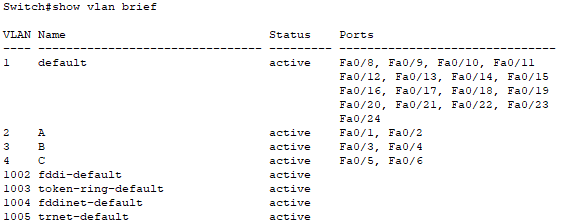 Switch#show vlan brief
VLAN Name                             Status    Ports
---- -------------------------------- --------- -------------------------------
1    default                          active    Fa0/8, Fa0/9, Fa0/10, Fa0/11
                                                Fa0/12, Fa0/13, Fa0/14, Fa0/15
                                                Fa0/16, Fa0/17, Fa0/18, Fa0/19
                                                Fa0/20, Fa0/21, Fa0/22, Fa0/23
                                                Fa0/24
2    A                                active    Fa0/1, Fa0/2
3    B                                active    Fa0/3, Fa0/4
4    C                                active    Fa0/5, Fa0/6
1002 fddi-default                     active
1003 token-ring-default               active
1004 fddinet-default                  active
1005 trnet-default                    active